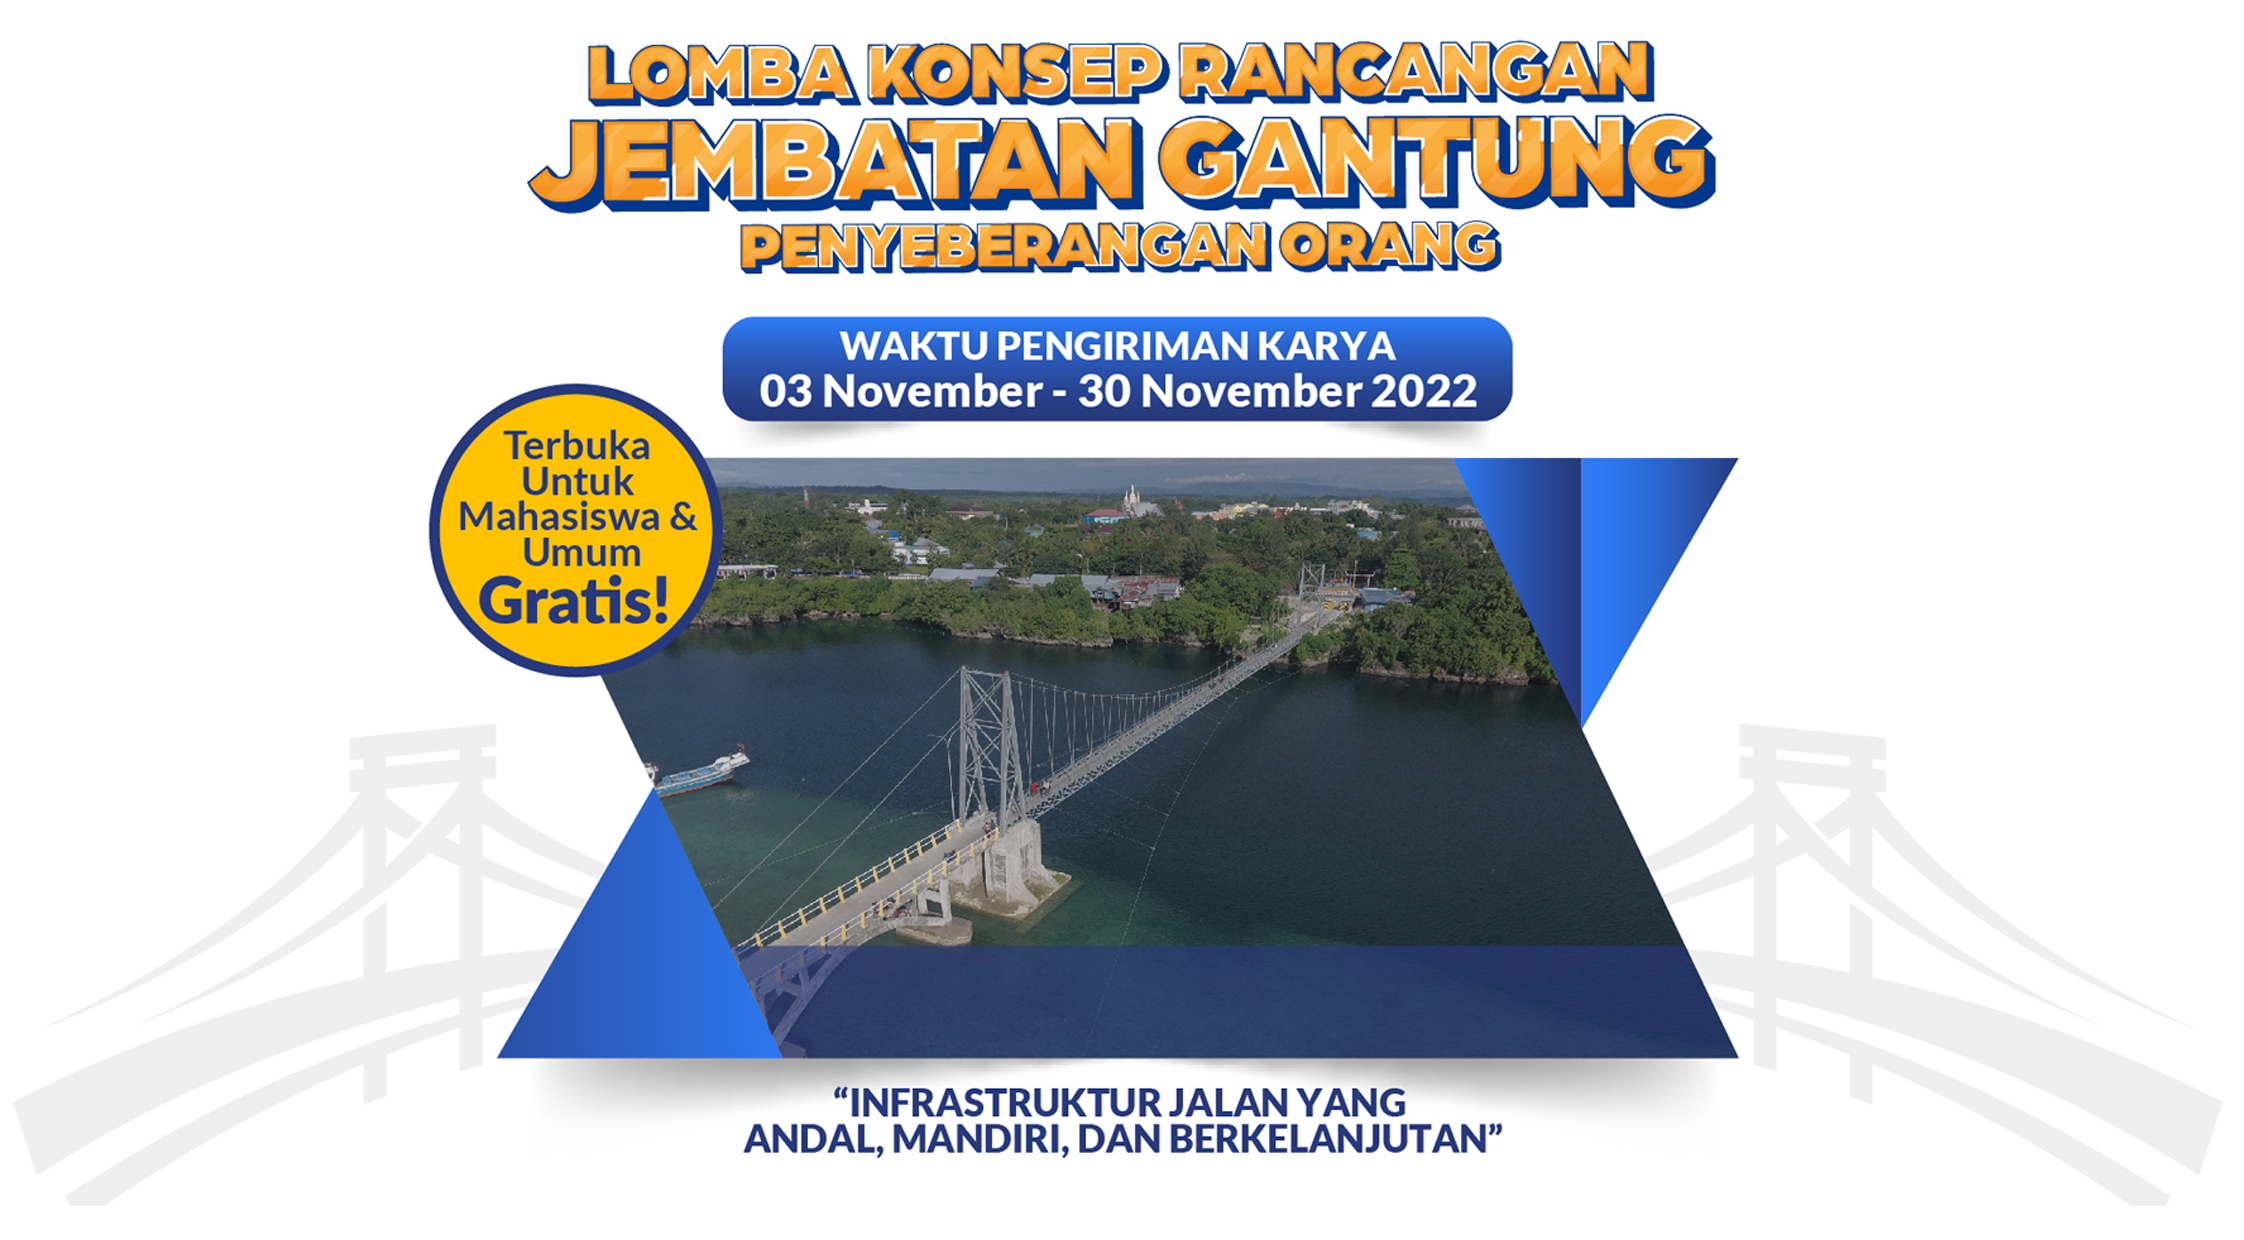 LOMBA KONSEP RANCANGAN
JEMBATAN GANTUNG
PENYEBERANGAN ORANG
WAKTU PENGIRIMAN KARYA
03 November - 30 November 2022
Terbuka
Untuk
Mahasiswa &
Umum
Gratis!
“INFRASTRUKTUR JALAN YANG
ANDAL, MANDIRI, DAN BERKELANJUTAN”